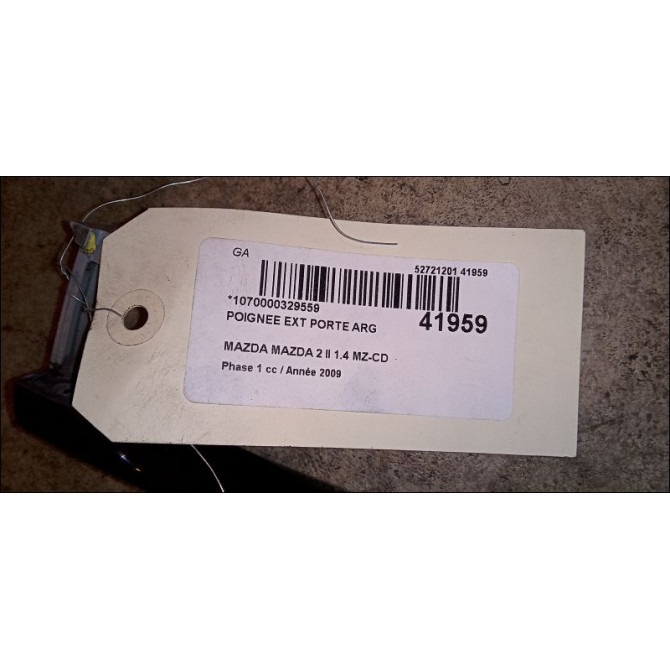 GA
52721201 41959
*1070000329559
41959
POIGNEE EXT PORTE ARG
MAZDA MAZDA 2 II 1.4 MZ-CD
Phase 1 cc / Année 2009